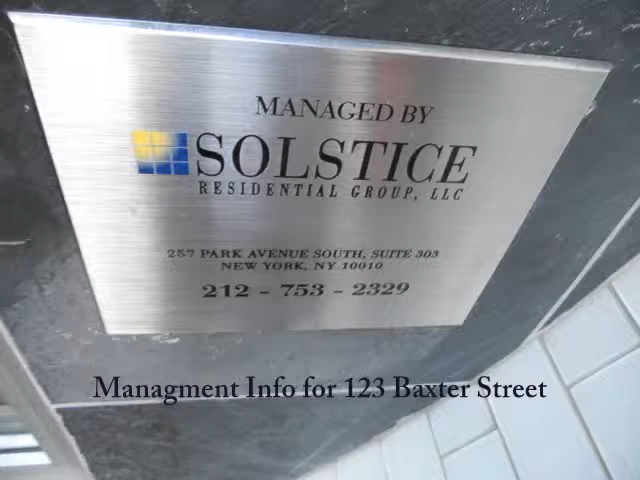 MANAGED BY
SOLSTICE
RESIDENTIAL GROUP, LLC
257 PARK AVENUE SOUTH, SUITE 303
NEW YORK, NY 10010
212 - 753 - 2329
Managment Info for 123 Baxter Street